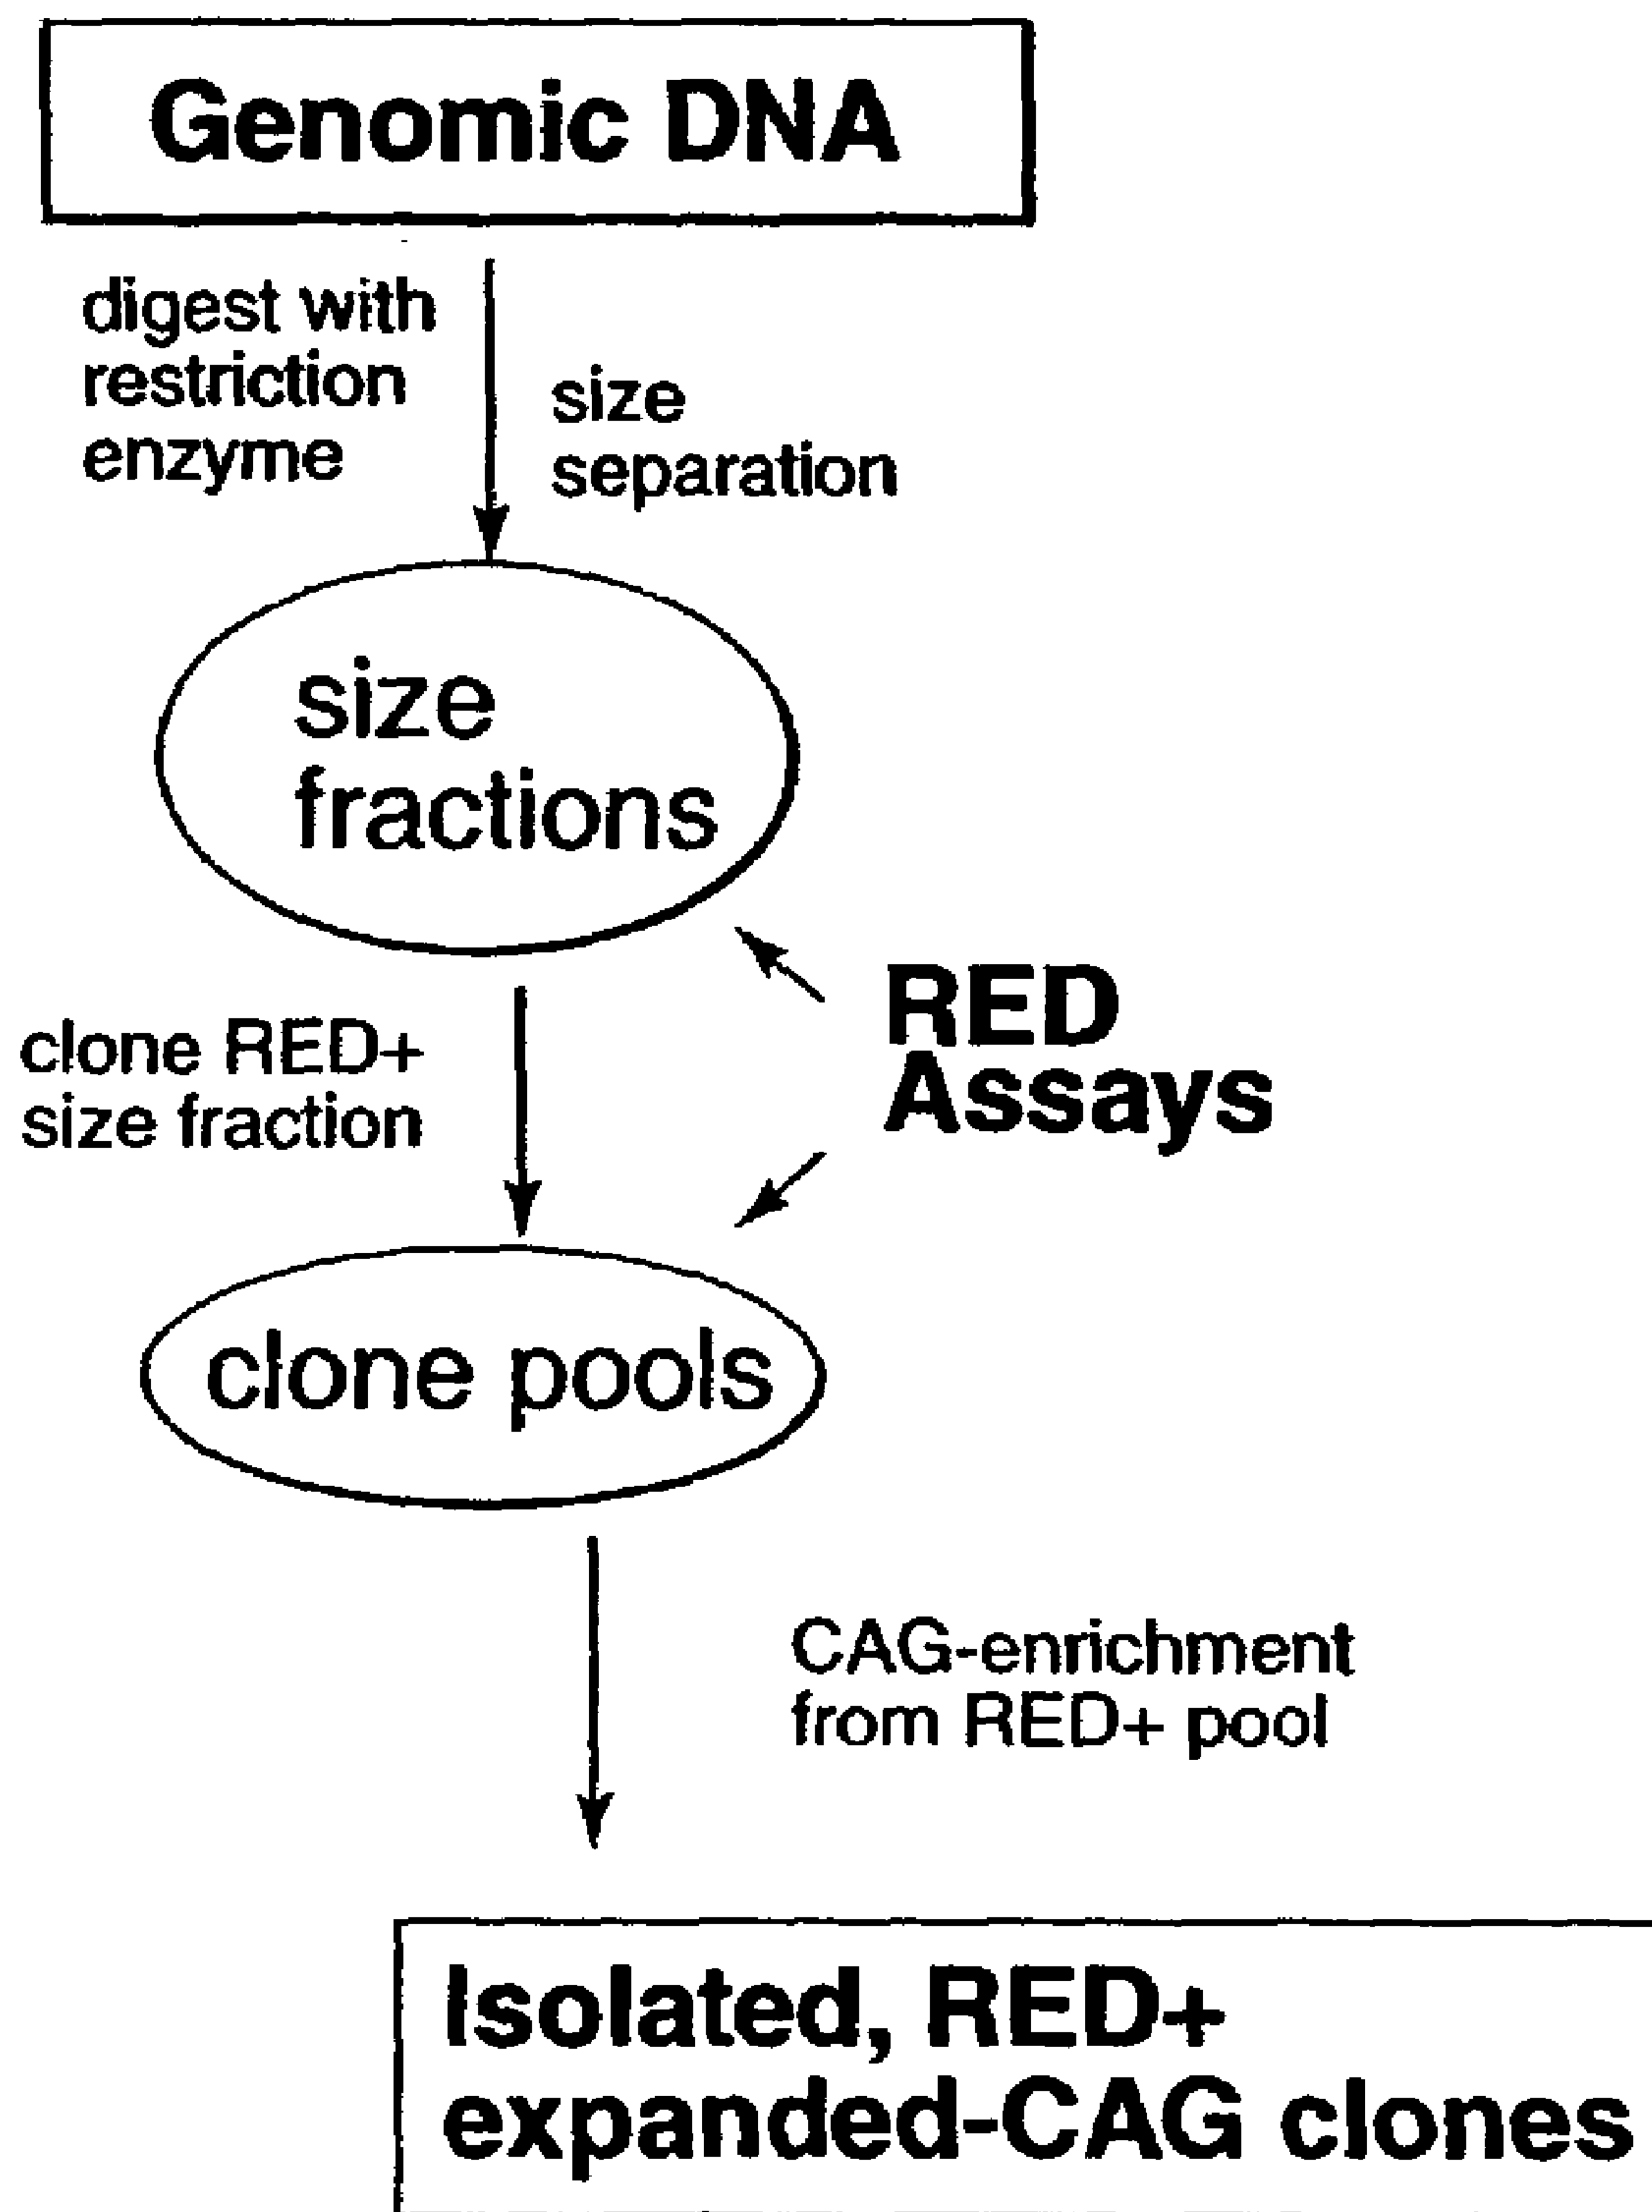 Genomic DNA
digest with
restriction
enzyme
size
separation
size
fractions
clone RED+
size fraction
RED
Assays
clone pools
CAG-enrichment
from RED+ pool
Isolated, RED+
expanded-CAG clones